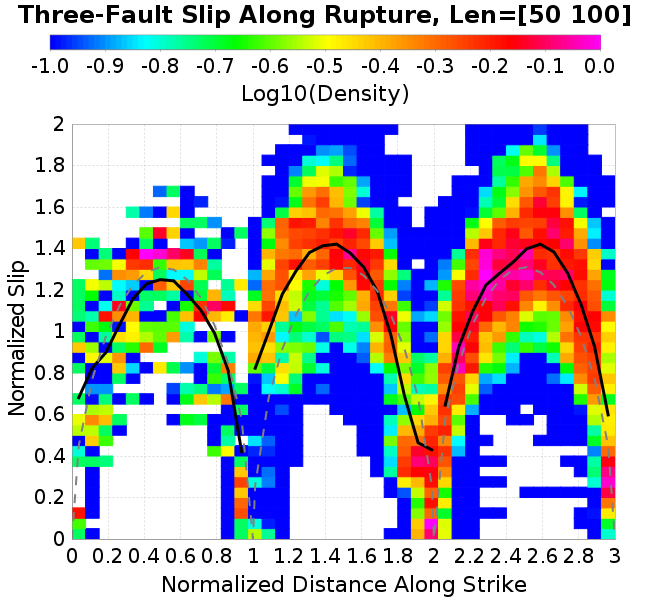 Three-Fault Slip Along Rupture, Len=[50 100]
-1.0 -0.9 -0.8 -0.7 -0.6 -0.5 -0.4 -0.3 -0.2 -0.1 0.0
Log10(Density)
2
1.8
1.6
1.4
1.2
1
0.8
0.6
0.4
0.2
0
Normalized Slip
0 0.2 0.4 0.6 0.8 1 1.2 1.4 1.6 1.8 2 2.2 2.4 2.6 2.8 3
Normalized Distance Along Strike